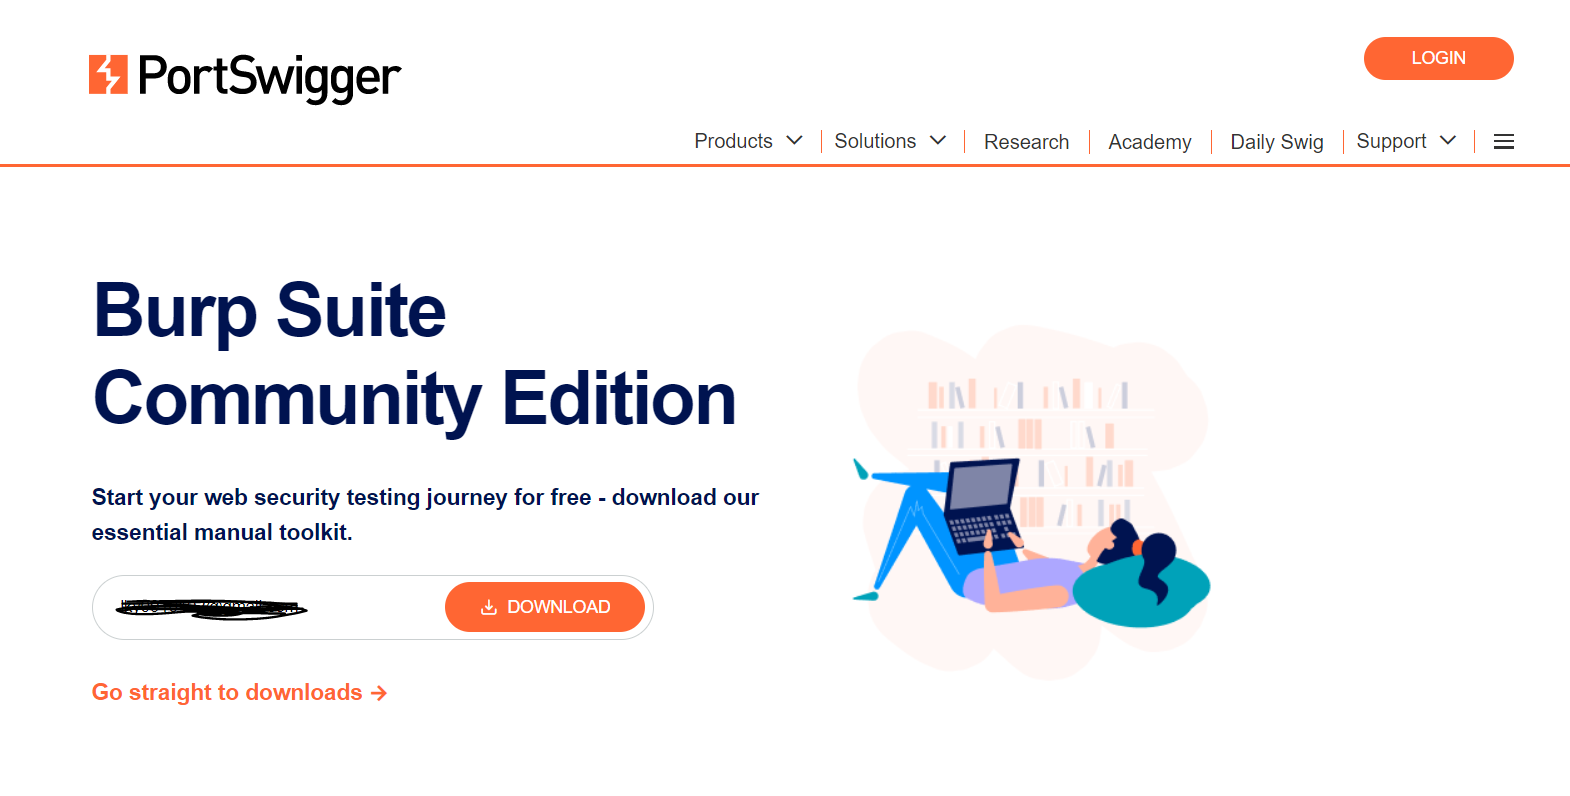 PortSwigger
LOGIN
Products
Solutions
Research
Academy
Daily Swig
Support
Burp Suite
Community Edition
Start your web security testing journey for free - download our
essential manual toolkit.
DOWNLOAD
Go straight to downloads →